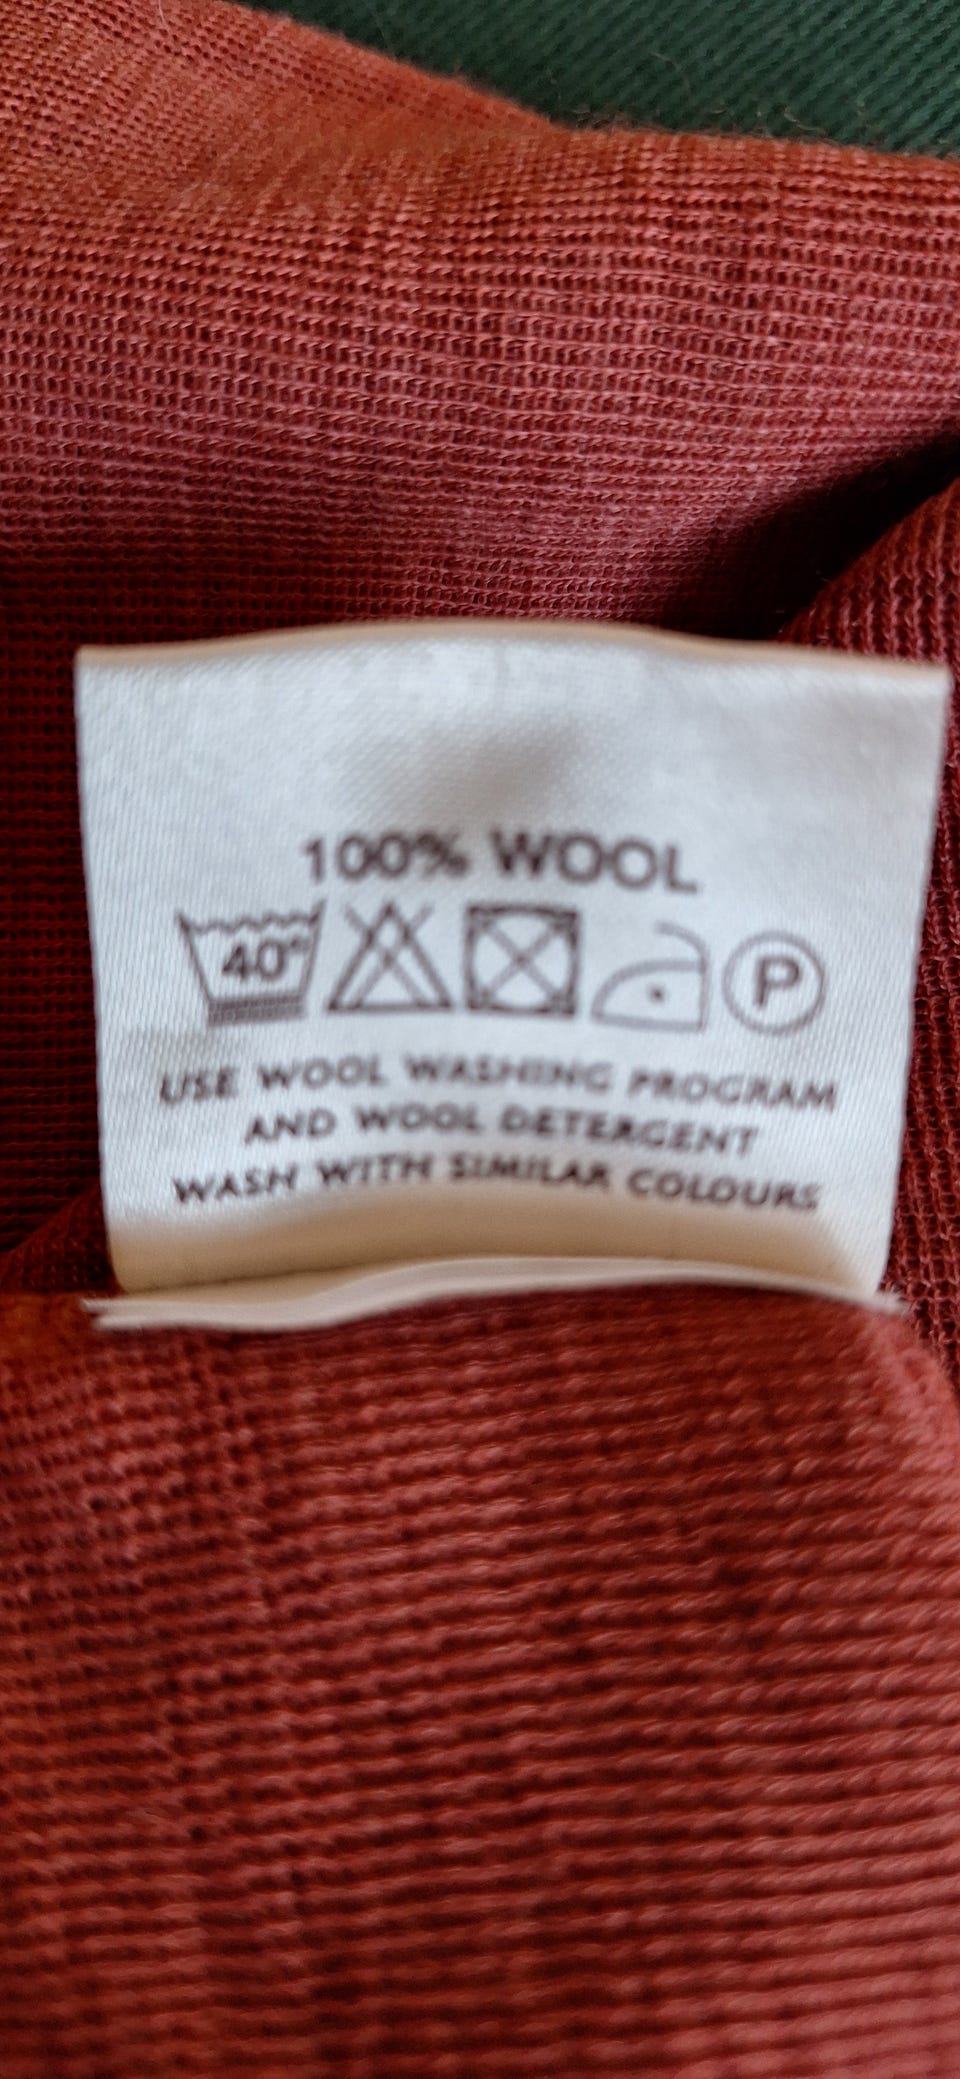 100% WOOL
40° P
USE WOOL WASHING PROGRAM
AND WOOL DETERGENT
WASH WITH SIMILAR COLOURS